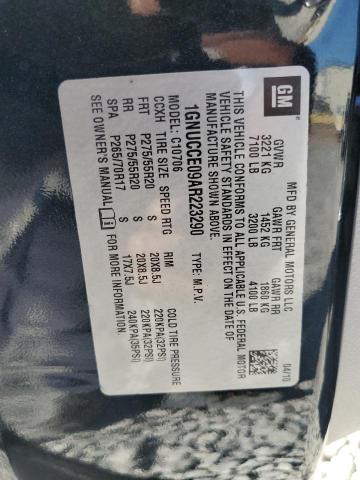 GM
MFD BY GENERAL MOTORS LLC
04/10
GVWR GAWR FRT GAWR RR
3221 KG 1452 KG 1860 KG
7100 LB 3200 LB 4100 LB
THIS VEHICLE CONFORMS TO ALL APPLICABLE U.S. FEDERAL MOTOR
VEHICLE SAFETY STANDARDS IN EFFECT ON THE DATE OF
MANUFACTURE SHOWN ABOVE.
1GNUCCE09AR223290 TYPE: M.P.V.
C10706
CCXH TIRE SIZE SPEED RTG RIM COLD TIRE PRESSURE
FRT P275/55R20 S 20X8.5J 220KPA(32PSI)
RR P275/55R20 S 20X8.5J 220KPA(32PSI)
SPA P265/70R17 S 17X7.5J 240KPA(35PSI)
SEE OWNER'S MANUAL FOR MORE INFORMATION.